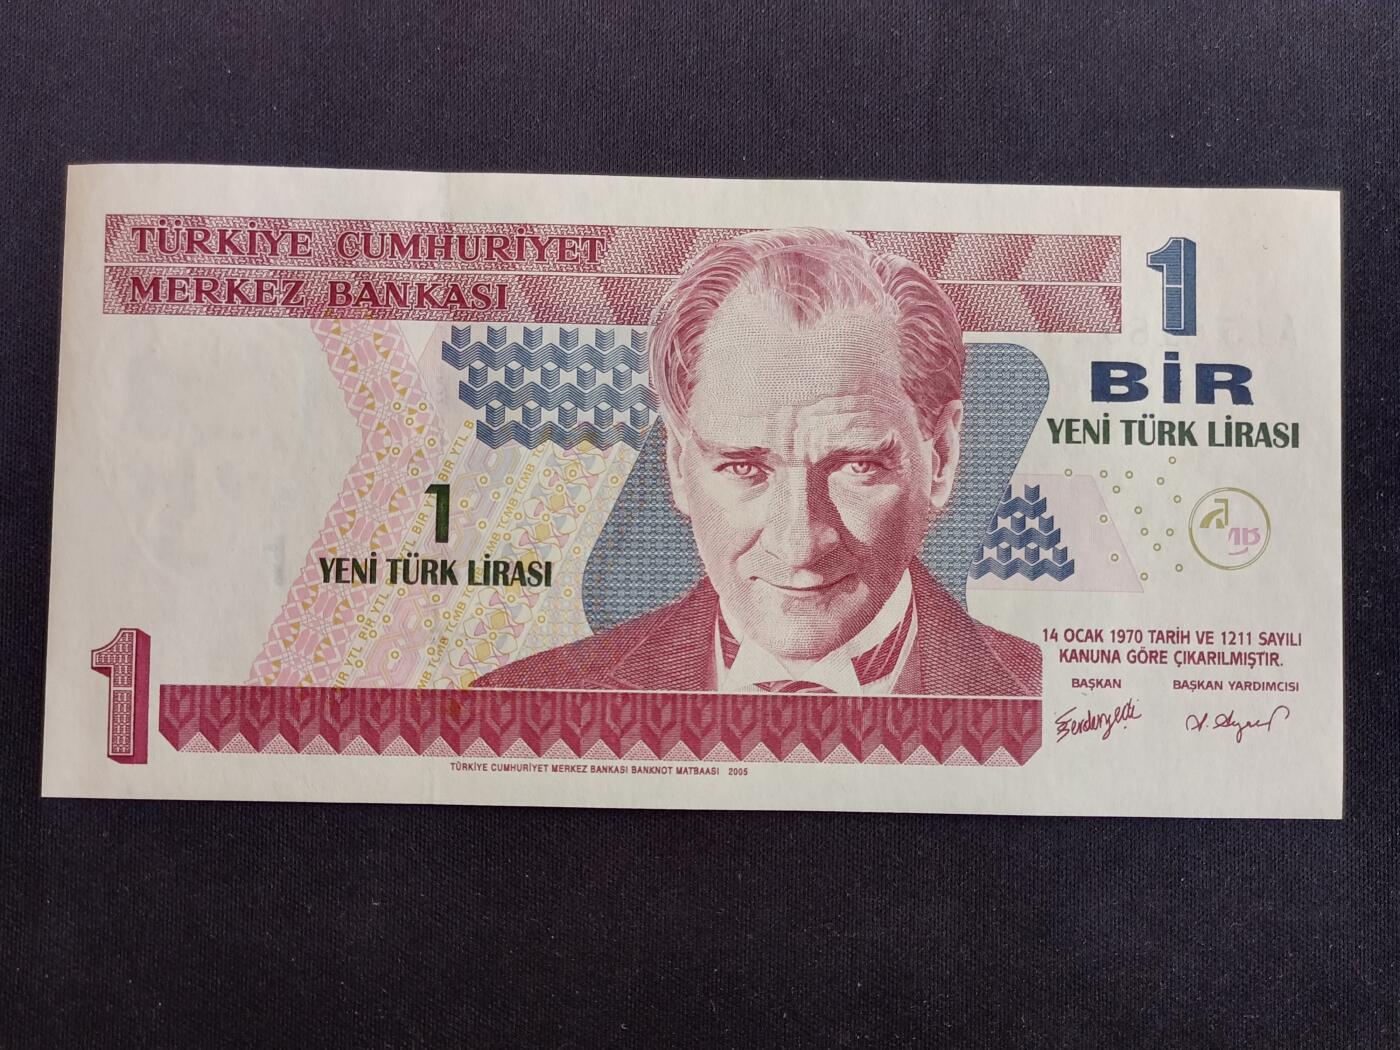 TÜRKİYE CUMHURİYET
MERKEZ BANKASI
1
BİR
YENİ TÜRK LİRASI
1
YENİ TÜRK LİRASI
1
14 OCAK 1970 TARİH VE 1211 SAYILI
KANUNA GÖRE ÇIKARILMIŞTIR.
BAŞKAN BAŞKAN YARDIMCISI
TÜRKİYE CUMHURİYET MERKEZ BANKASI BANKNOT MATBAASI 2005